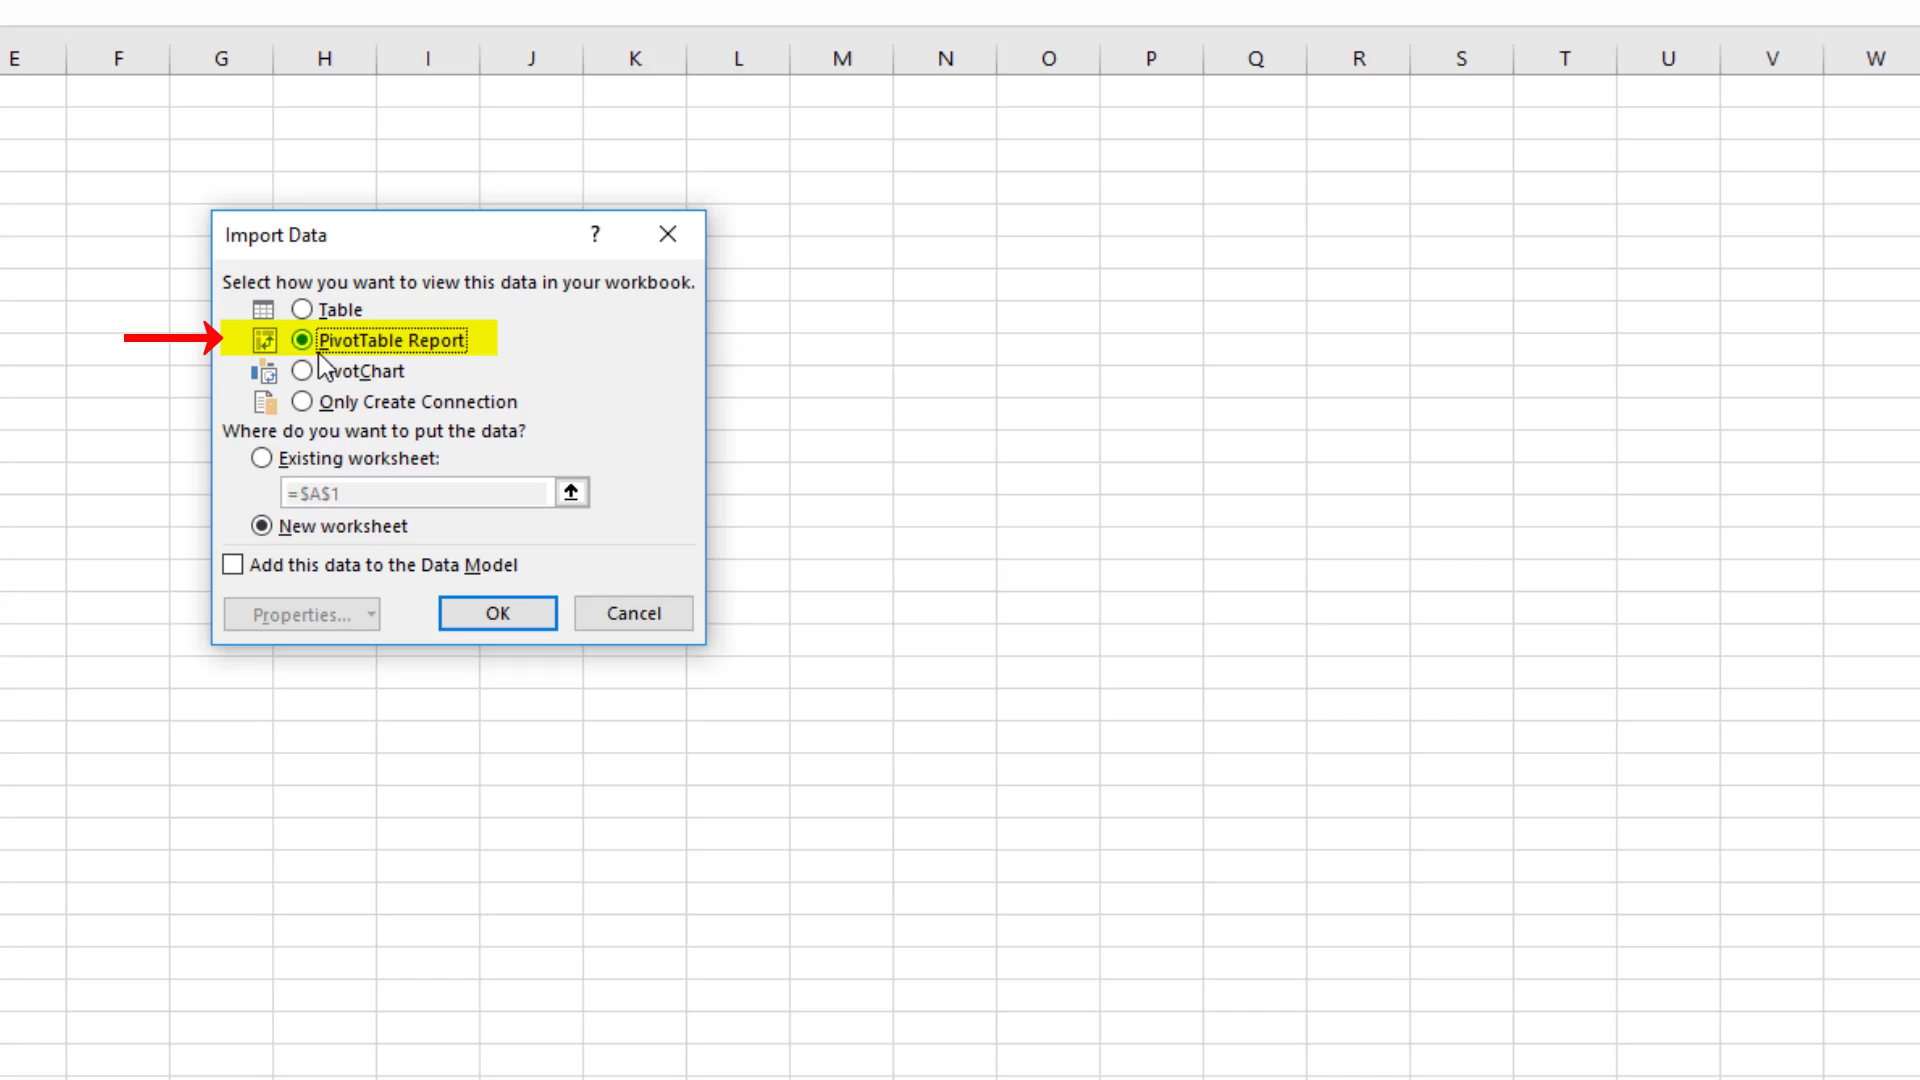 E F G H I J K L M N O P Q R S T U V W
Import Data ?
Select how you want to view this data in your workbook.
Table
PivotTable Report
votChart
Only Create Connection
Where do you want to put the data?
Existing worksheet:
=$A$1
New worksheet
Add this data to the Data Model
Properties... OK Cancel